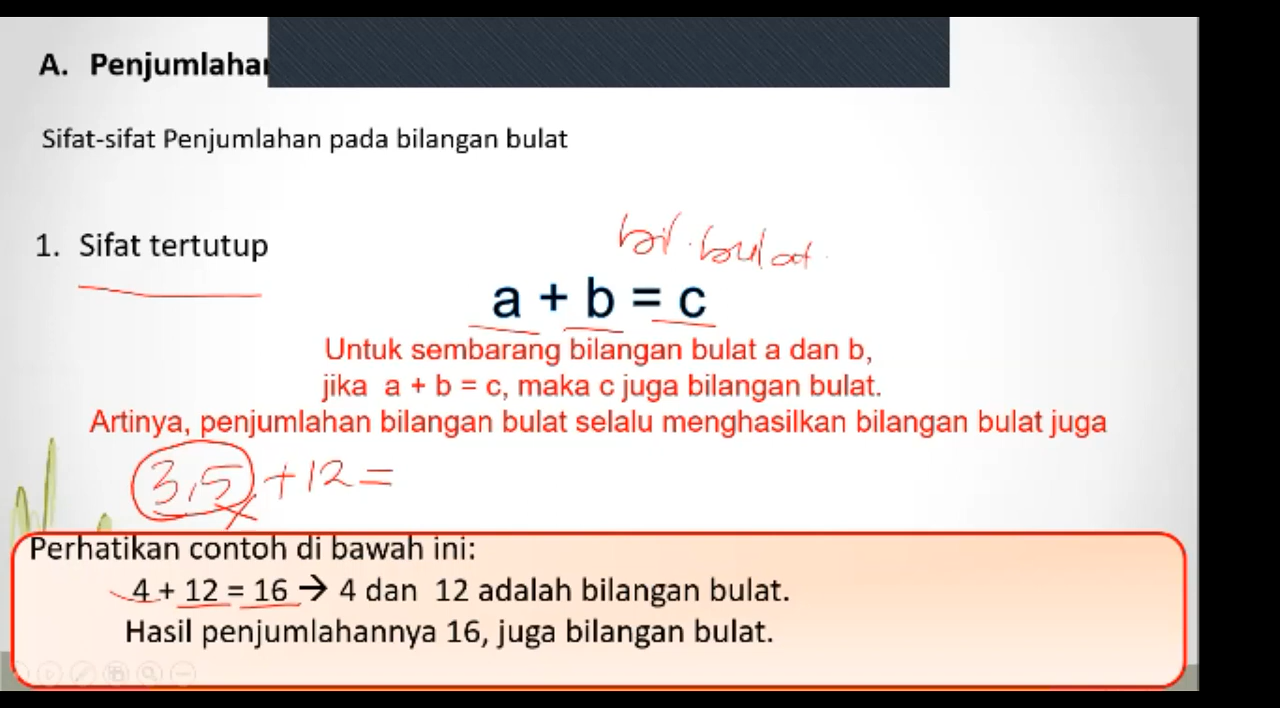 A. Penjumlahan
Sifat-sifat Penjumlahan pada bilangan bulat
bil. bulat.
1. Sifat tertutup
a + b = c
Untuk sembarang bilangan bulat a dan b,
jika a + b = c, maka c juga bilangan bulat.
Artinya, penjumlahan bilangan bulat selalu menghasilkan bilangan bulat juga
3,5 + 12 =
Perhatikan contoh di bawah ini:
4 + 12 = 16 → 4 dan 12 adalah bilangan bulat.
Hasil penjumlahannya 16, juga bilangan bulat.